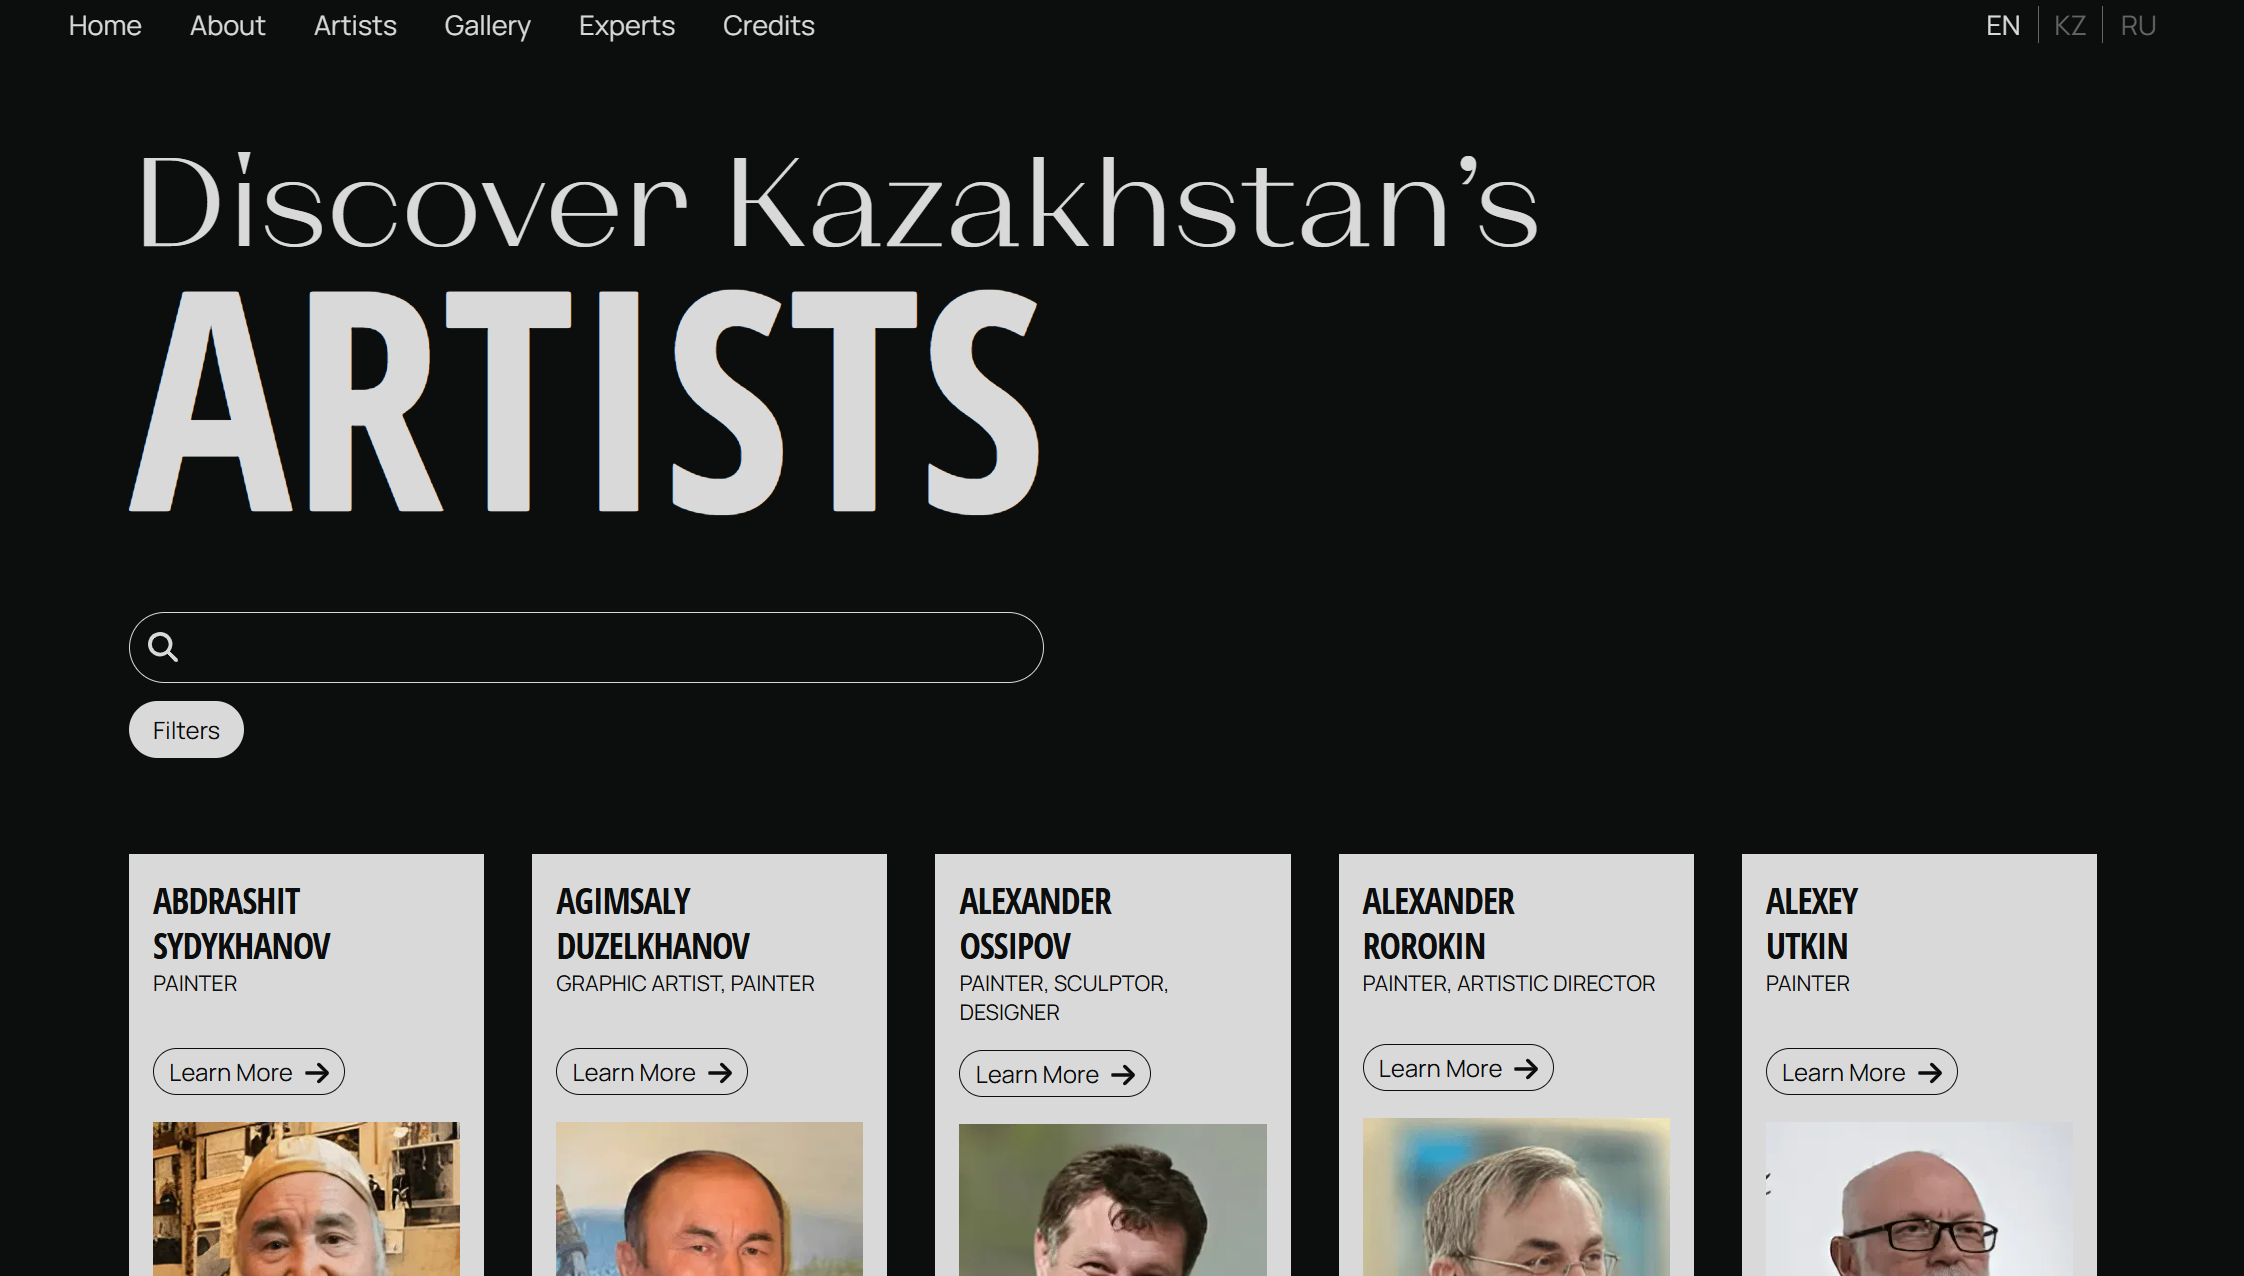 Home About Artists Gallery Experts Credits EN KZ RU
Discover Kazakhstan’s
ARTISTS
Filters
ABDRASHIT
SYDYKHANOV
PAINTER
Learn More
AGIMSALY
DUZELKHANOV
GRAPHIC ARTIST, PAINTER
Learn More
ALEXANDER
OSSIPOV
PAINTER, SCULPTOR,
DESIGNER
Learn More
ALEXANDER
ROROKIN
PAINTER, ARTISTIC DIRECTOR
Learn More
ALEXEY
UTKIN
PAINTER
Learn More